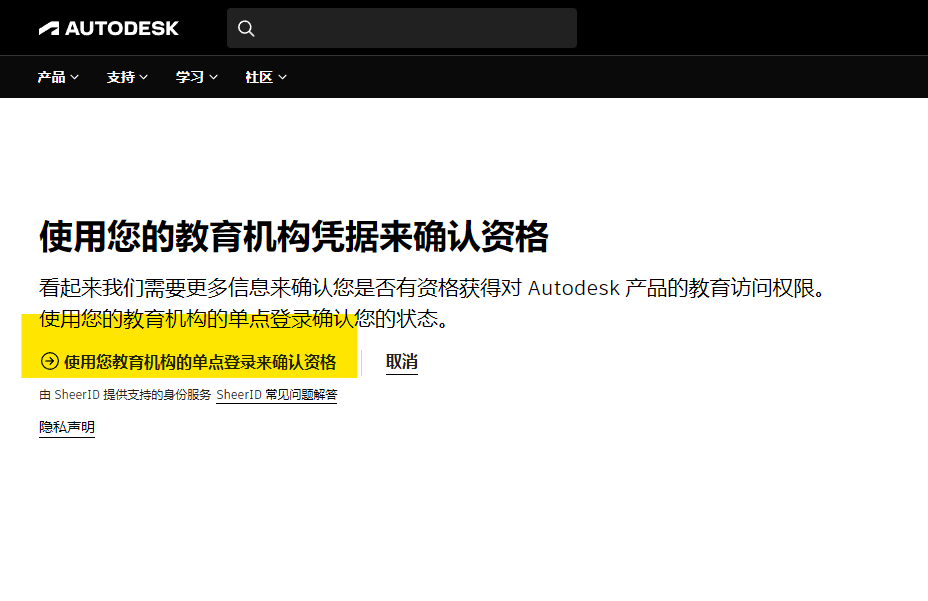 AUTODESK
产品 支持 学习 社区
使用您的教育机构凭据来确认资格
看起来我们需要更多信息来确认您是否有资格获得对 Autodesk 产品的教育访问权限。
使用您的教育机构的单点登录确认您的状态。
使用您教育机构的单点登录来确认资格 取消
由 SheerID 提供支持的身份服务 SheerID 常见问题解答
隐私声明